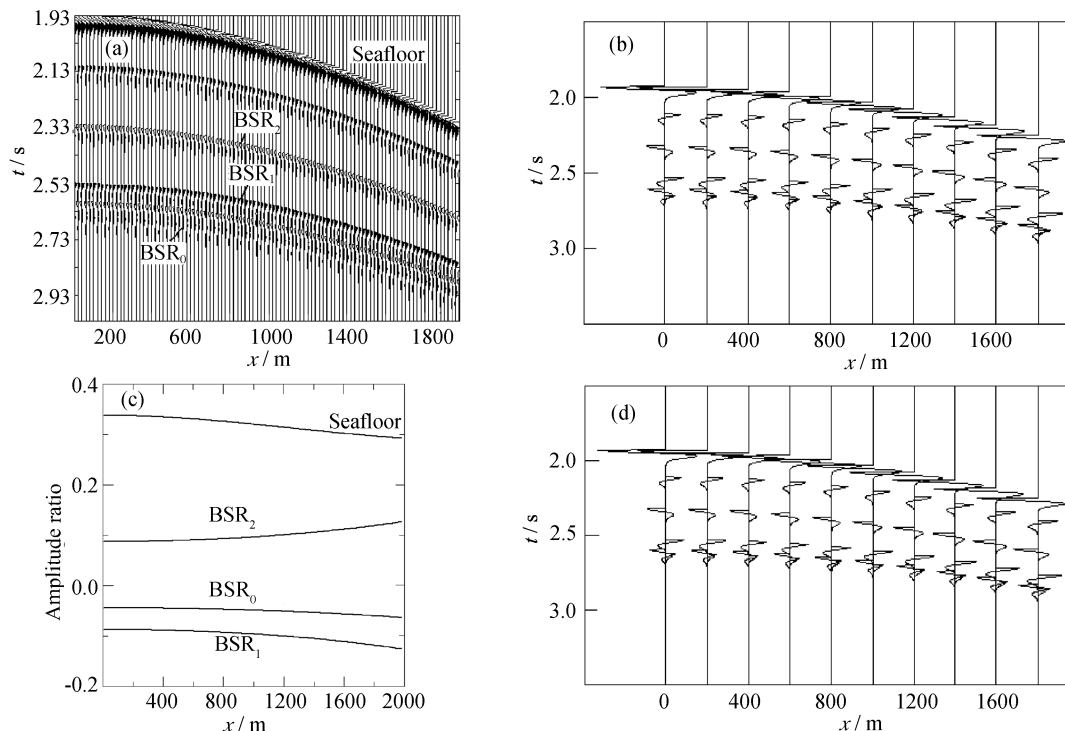 (a)
Seafloor
BSR₂
BSR₁
BSR₀
1.93
2.13
2.33
2.53
2.73
2.93
t / s
200 600 1000 1400 1800
x / m
(b)
2.0
2.5
3.0
t / s
0 400 800 1200 1600
x / m
(c)
Seafloor
BSR₂
BSR₀
BSR₁
0.4
0.2
0.0
-0.2
Amplitude ratio
400 800 1200 1600 2000
x / m
(d)
2.0
2.5
3.0
t / s
0 400 800 1200 1600
x / m